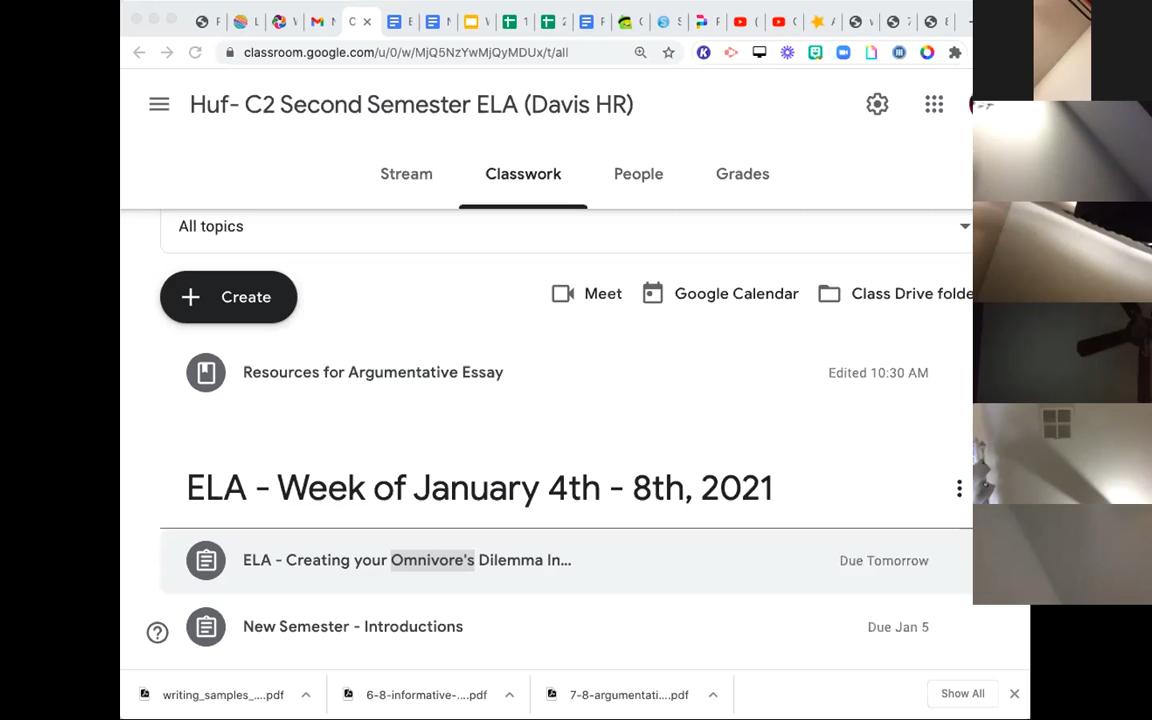 classroom.google.com/u/0/w/MjQ5NzYwMjQyMDUx/t/all
Huf- C2 Second Semester ELA (Davis HR)
Stream Classwork People Grades
All topics
Create
Meet Google Calendar Class Drive folde
Resources for Argumentative Essay Edited 10:30 AM
ELA - Week of January 4th - 8th, 2021
ELA - Creating your Omnivore's Dilemma In... Due Tomorrow
New Semester - Introductions Due Jan 5
writing_samples_....pdf 6-8-informative-....pdf 7-8-argumentati....pdf Show All